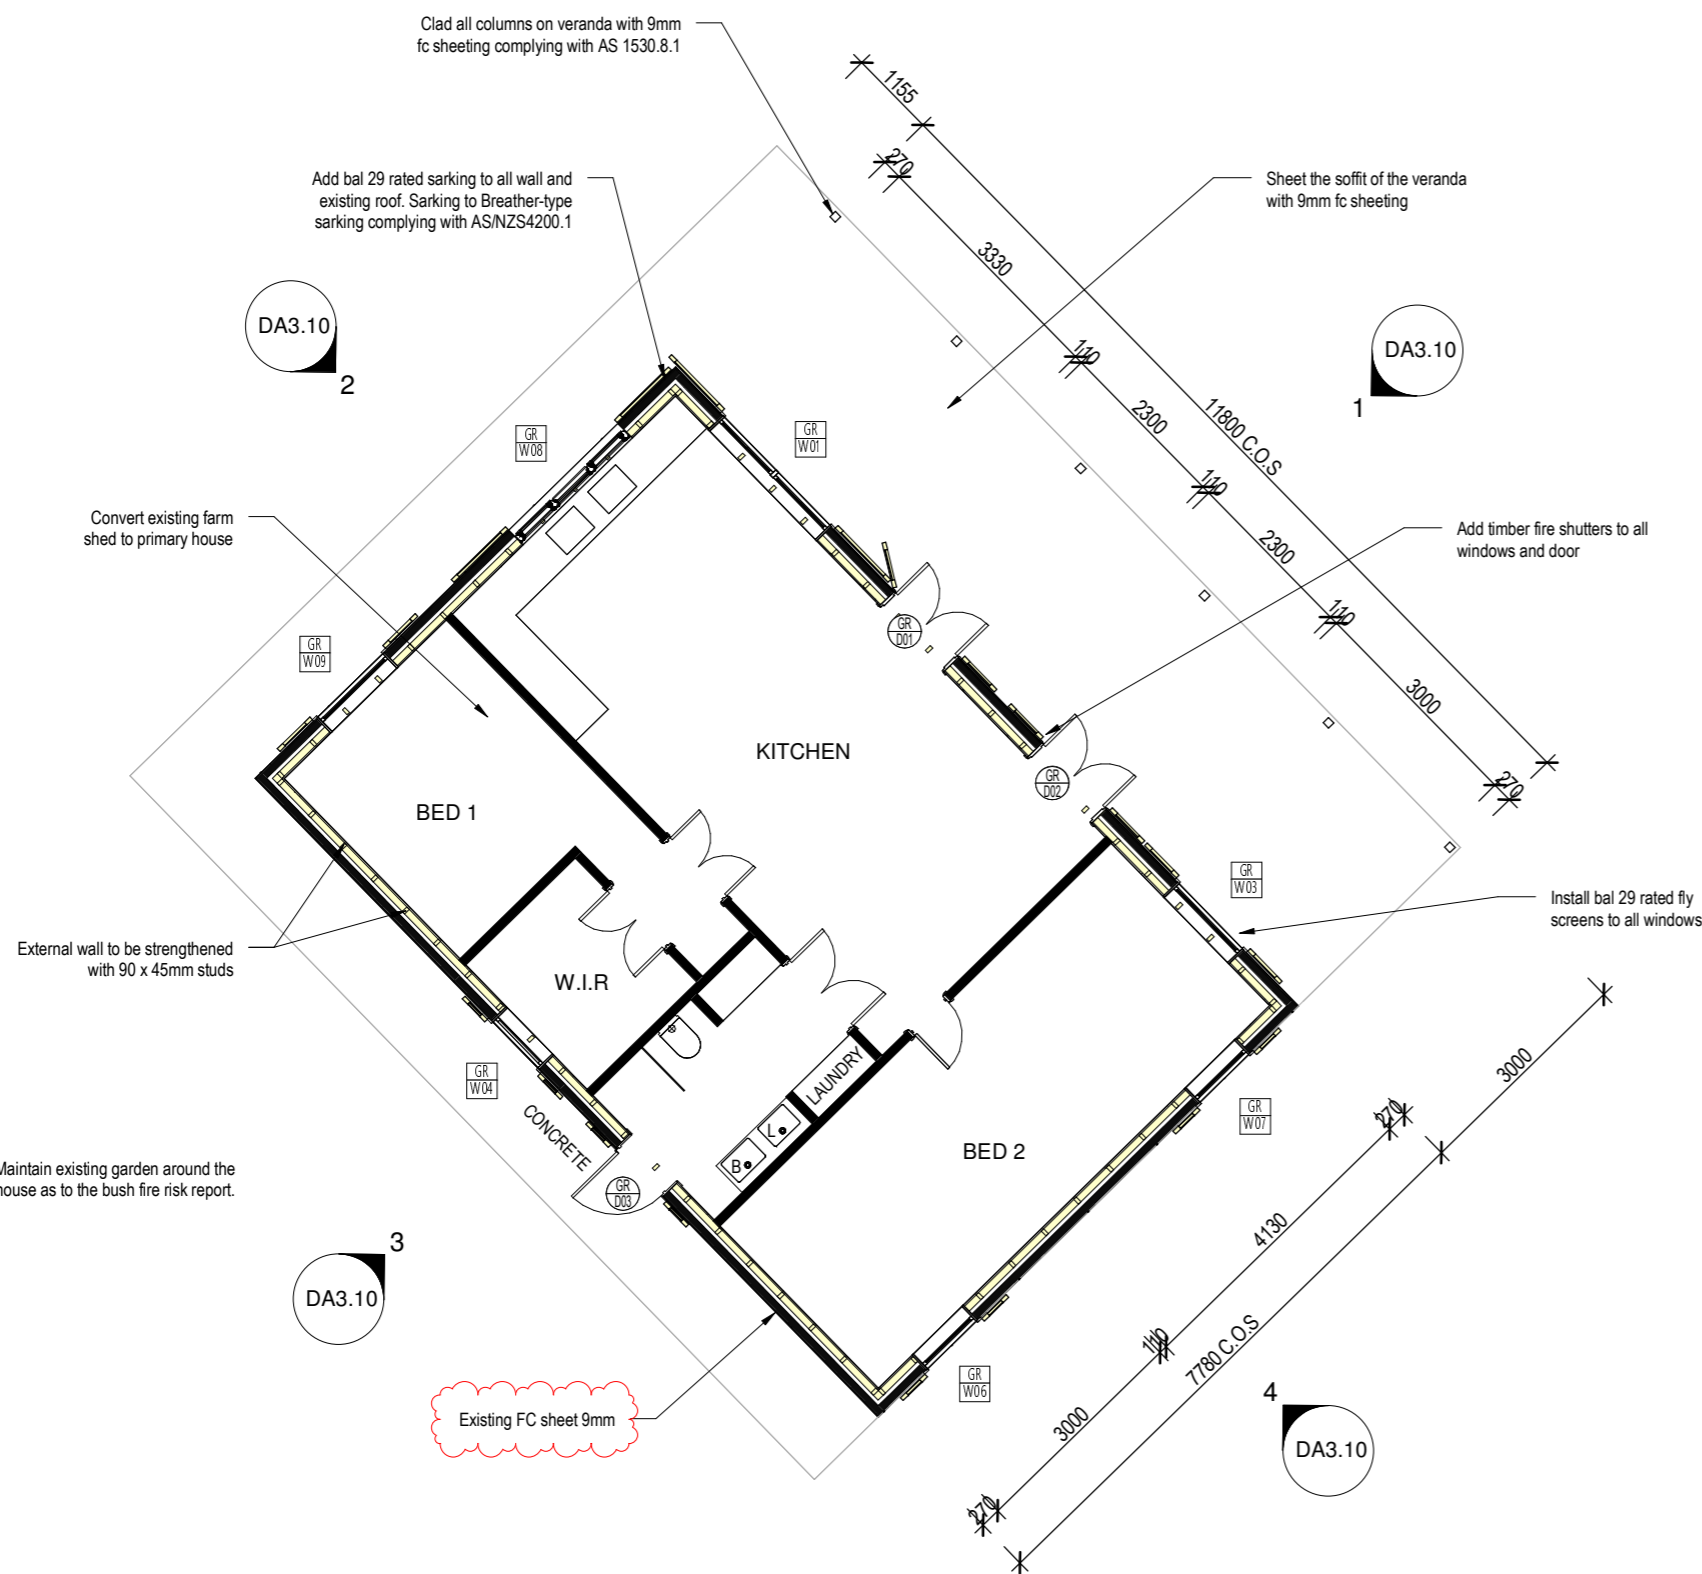 Clad all columns on veranda with 9mm
fc sheeting complying with AS 1530.8.1
1155
270
Add bal 29 rated sarking to all wall and
existing roof. Sarking to Breather-type
sarking complying with AS/NZS4200.1
Sheet the soffit of the veranda
with 9mm fc sheeting
3330
DA3.10
2
DA3.10
1
110
2300
11800 C.O.S
GR
W08
GR
W01
110
2300
Convert existing farm
shed to primary house
Add timber fire shutters to all
windows and door
110
3000
270
GR
W09
GR
D01
KITCHEN
GR
D02
BED 1
GR
W03
Install bal 29 rated fly
screens to all windows
External wall to be strengthened
with 90 x 45mm studs
W.I.R
GR
W04
CONCRETE
LAUNDRY
L
B
BED 2
GR
W07
3000
270
4130
Maintain existing garden around the
house as to the bush fire risk report.
GR
D03
3
DA3.10
110
7780 C.O.S
GR
W06
3000
270
Existing FC sheet 9mm
4
DA3.10